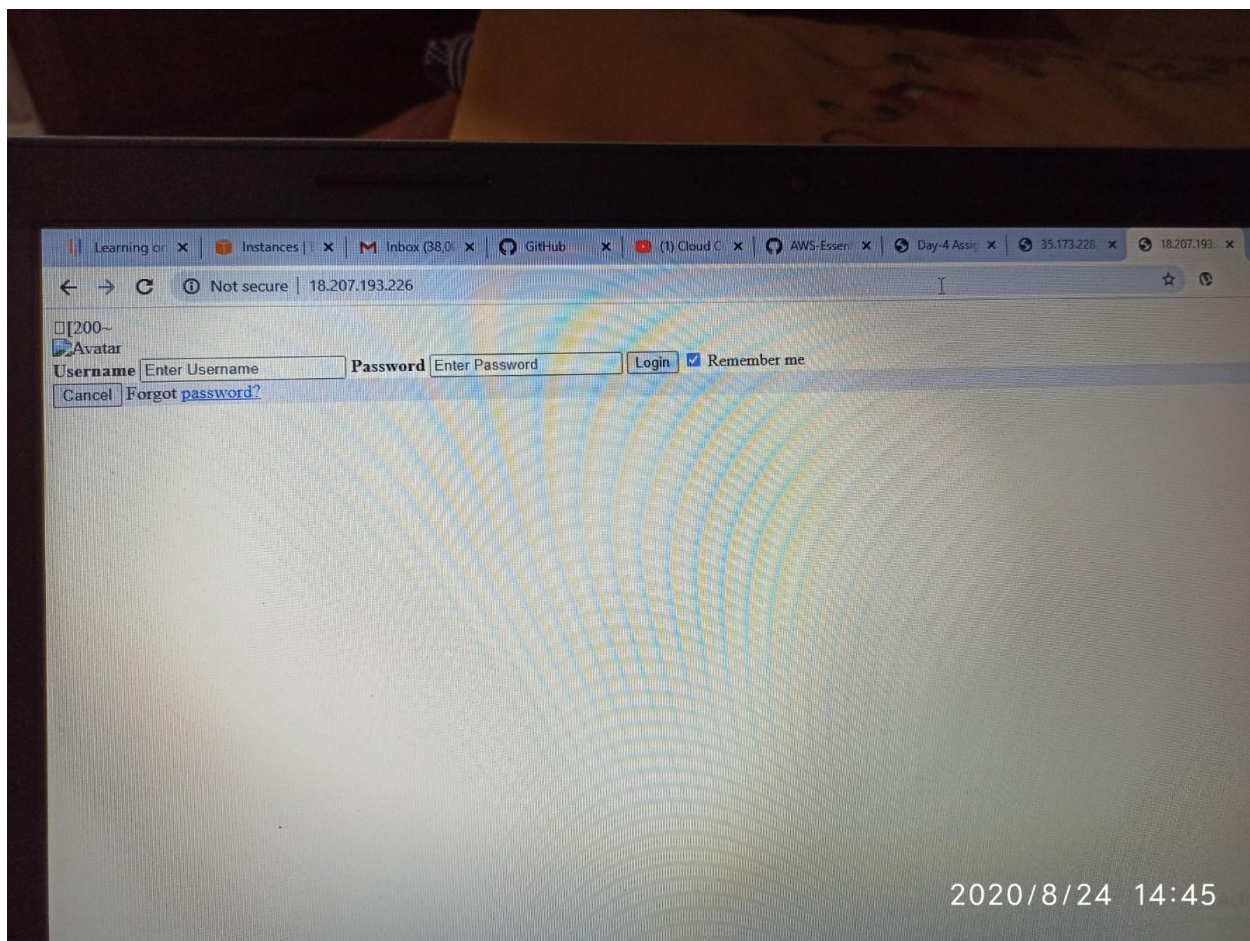 Learning or
Instances |
Inbox (38,0
GitHub
(1) Cloud C
AWS-Essen
Day-4 Assig
35.173.228.
18.207.193.
Not secure | 18.207.193.226
[200~
Avatar
Username Enter Username Password Enter Password Login Remember me
Cancel Forgot password?
2020/8/24 14:45